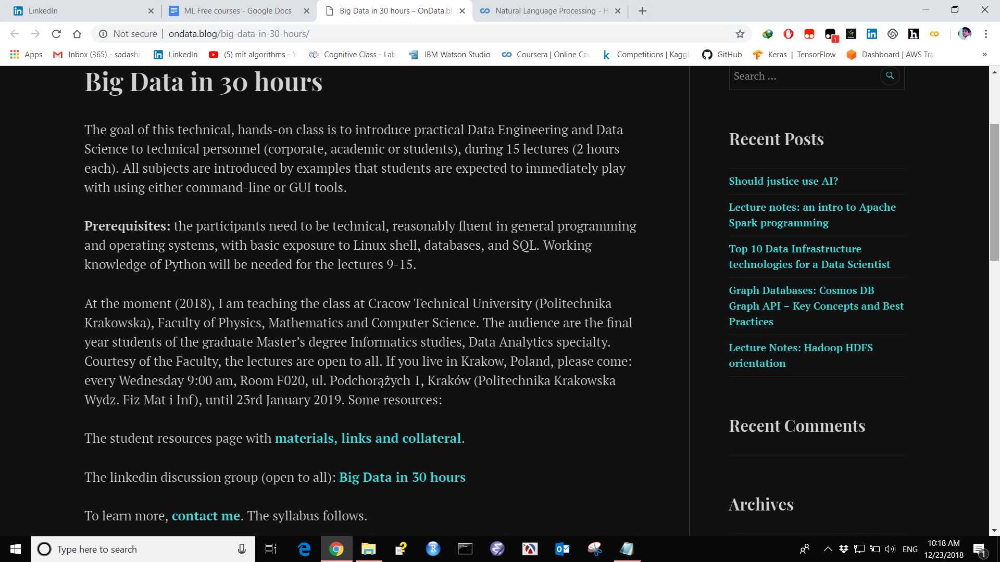 LinkedIn
ML Free courses - Google Docs
Big Data in 30 hours – OnData.bl
Natural Language Processing - H
Not secure | ondata.blog/big-data-in-30-hours/
1
Apps
Inbox (365) - sadashi
LinkedIn
(5) mit algorithms - Y
Cognitive Class - Lab
IBM Watson Studio
Coursera | Online Co
Competitions | Kaggl
GitHub
Keras | TensorFlow
Dashboard | AWS Tra
»
Big Data in 30 hours
The goal of this technical, hands-on class is to introduce practical Data Engineering and Data
Science to technical personnel (corporate, academic or students), during 15 lectures (2 hours
each). All subjects are introduced by examples that students are expected to immediately play
with using either command-line or GUI tools.
Prerequisites: the participants need to be technical, reasonably fluent in general programming
and operating systems, with basic exposure to Linux shell, databases, and SQL. Working
knowledge of Python will be needed for the lectures 9-15.
At the moment (2018), I am teaching the class at Cracow Technical University (Politechnika
Krakowska), Faculty of Physics, Mathematics and Computer Science. The audience are the final
year students of the graduate Master’s degree Informatics studies, Data Analytics specialty.
Courtesy of the Faculty, the lectures are open to all. If you live in Krakow, Poland, please come:
every Wednesday 9:00 am, Room F020, ul. Podchorążych 1, Kraków (Politechnika Krakowska
Wydz. Fiz Mat i Inf), until 23rd January 2019. Some resources:
The student resources page with materials, links and collateral.
The linkedin discussion group (open to all): Big Data in 30 hours
To learn more, contact me. The syllabus follows.
Search …
Recent Posts
Should justice use AI?
Lecture notes: an intro to Apache
Spark programming
Top 10 Data Infrastructure
technologies for a Data Scientist
Graph Databases: Cosmos DB
Graph API – Key Concepts and Best
Practices
Lecture Notes: Hadoop HDFS
orientation
Recent Comments
Archives
Type here to search
ENG
10:18 AM
12/23/2018
1